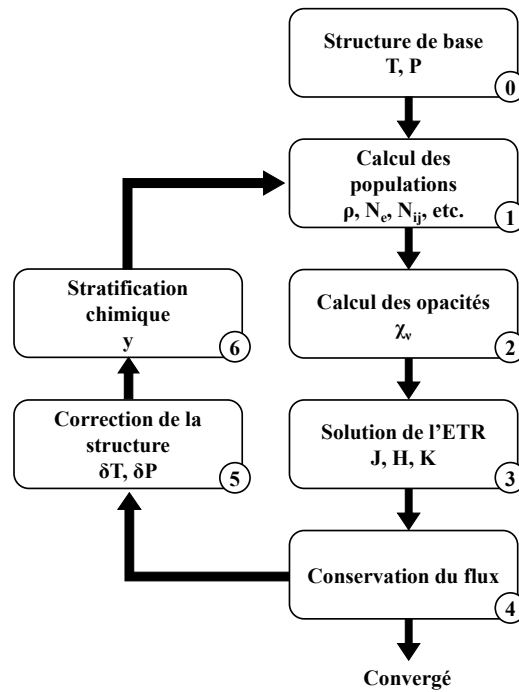 Structure de base
T, P
0
Calcul des
populations
ρ, Nₑ, Nᵢⱼ, etc.
1
Calcul des opacités
χᵥ
2
Solution de l’ETR
J, H, K
3
Conservation du flux
4
Convergé
Correction de la
structure
δT, δP
5
Stratification
chimique
y
6